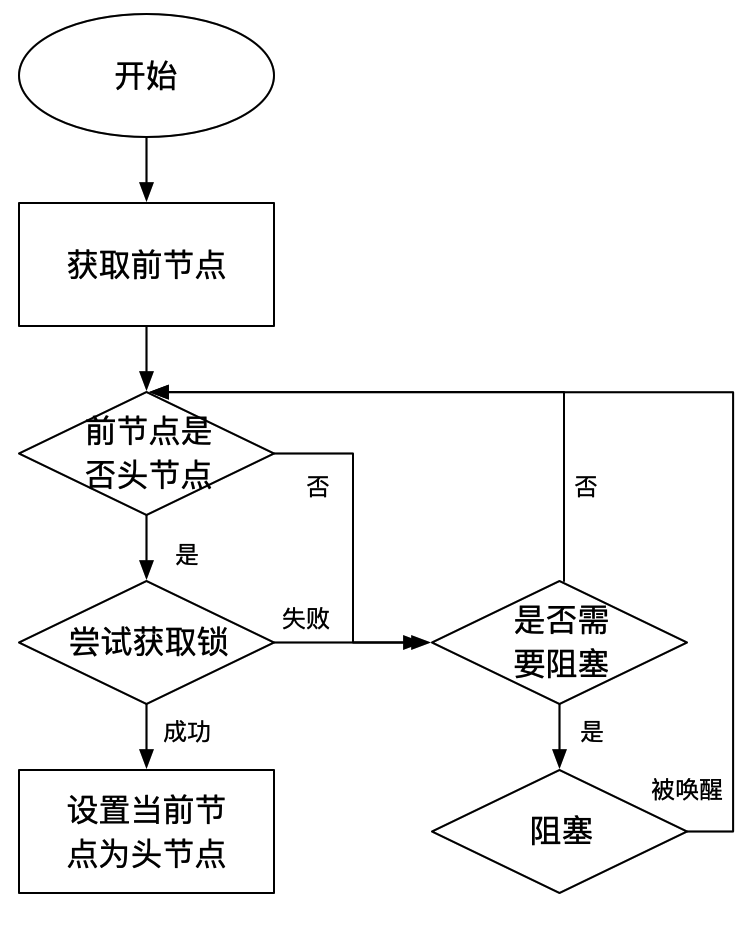 开始
获取前节点
前节点是
否头节点
否
否
是
尝试获取锁
失败
是否需
要阻塞
成功
是
设置当前节
点为头节点
被唤醒
阻塞